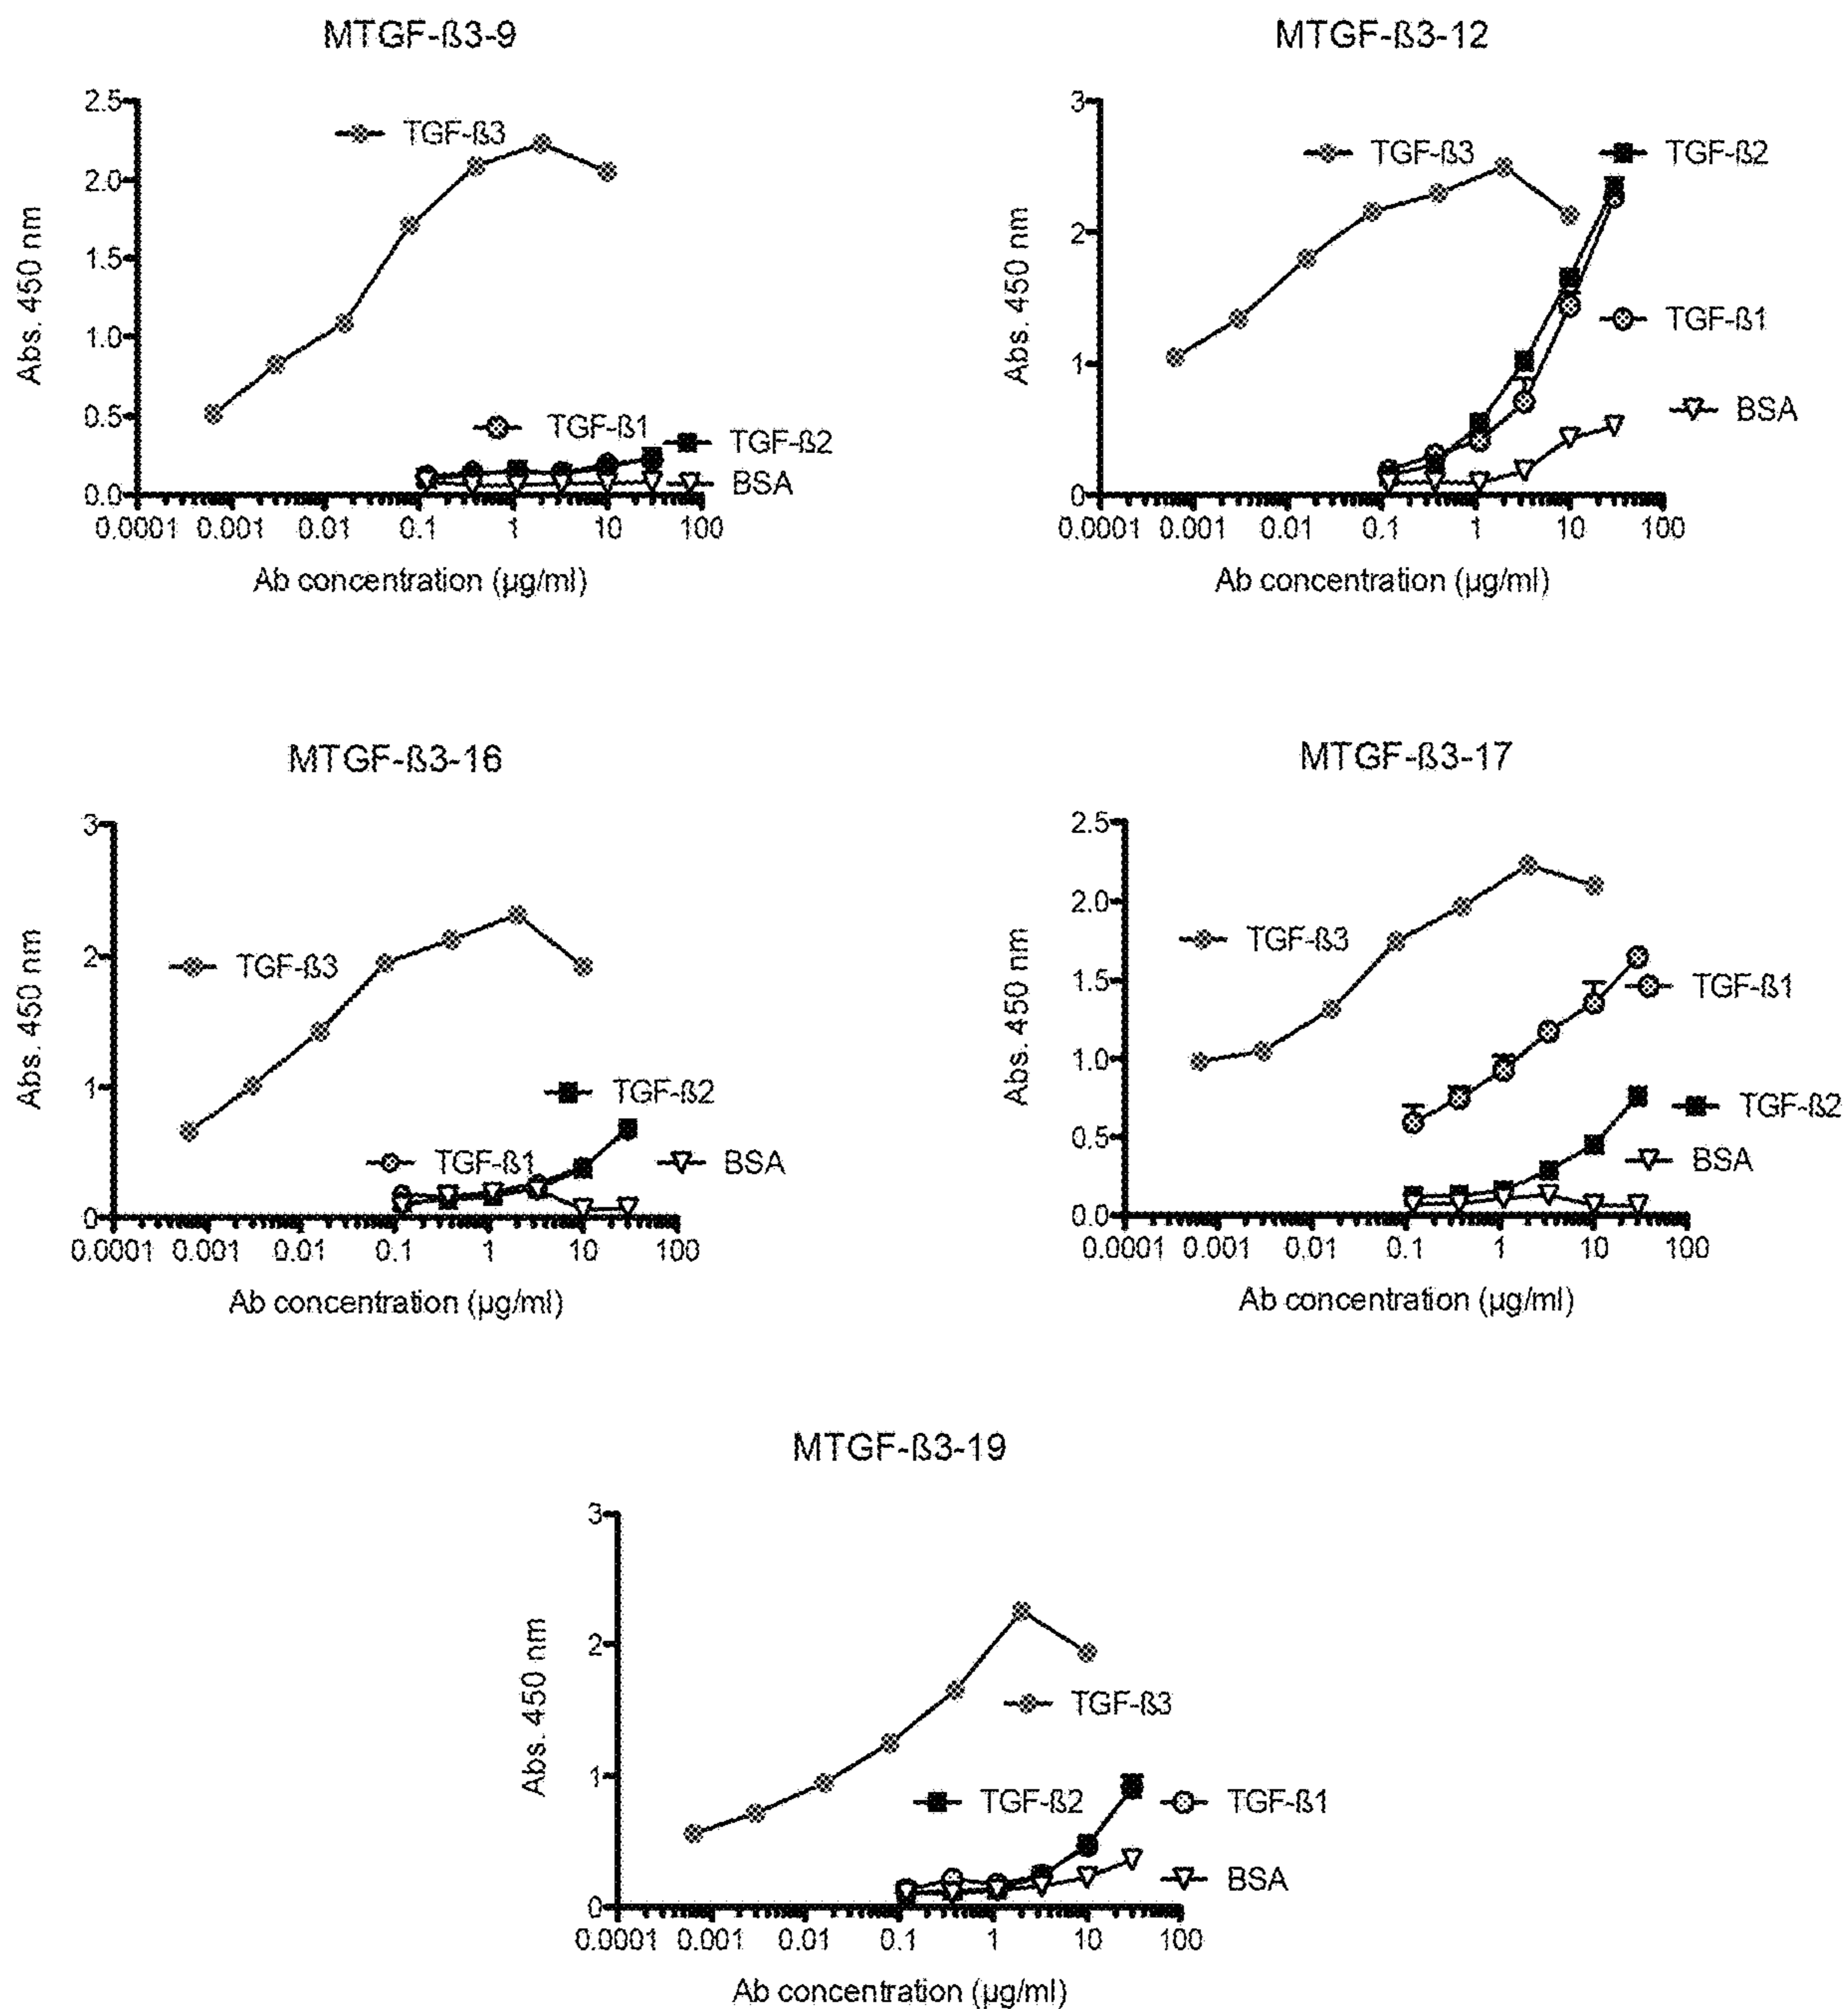 MTGF-ß3-9
2.5
2.0
1.5
1.0
0.5
0.0
Abs. 450 nm
TGF-ß3
TGF-ß1
TGF-ß2
BSA
0.0001 0.001 0.01 0.1 1 10 100
Ab concentration (µg/ml)
MTGF-ß3-12
3
2
1
0
Abs. 450 nm
TGF-ß3
TGF-ß2
TGF-ß1
BSA
0.0001 0.001 0.01 0.1 1 10 100
Ab concentration (µg/ml)
MTGF-ß3-16
3
2
1
0
Abs. 450 nm
TGF-ß3
TGF-ß2
TGF-ß1
BSA
0.0001 0.001 0.01 0.1 1 10 100
Ab concentration (µg/ml)
MTGF-ß3-17
2.5
2.0
1.5
1.0
0.5
0.0
Abs. 450 nm
TGF-ß3
TGF-ß1
TGF-ß2
BSA
0.0001 0.001 0.01 0.1 1 10 100
Ab concentration (µg/ml)
MTGF-ß3-19
3
2
1
0
Abs. 450 nm
TGF-ß3
TGF-ß2
TGF-ß1
BSA
0.0001 0.001 0.01 0.1 1 10 100
Ab concentration (µg/ml)